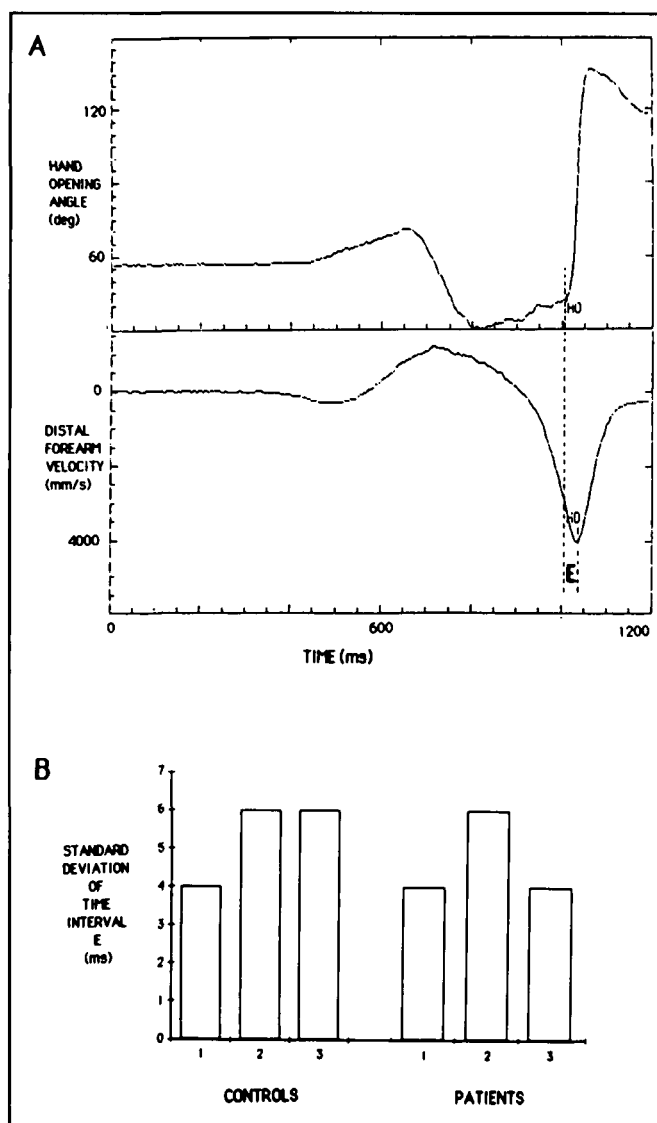 A
120
HAND
OPENING
ANGLE
(deg)
60
HO
0
DISTAL
FOREARM
VELOCITY
(mm/s)
4000
E
0 600 1200
TIME (ms)
B
7
6
5
4
3
2
1
0
STANDARD
DEVIATION
OF
TIME
INTERVAL
E
(ms)
1 2 3 1 2 3
CONTROLS PATIENTS